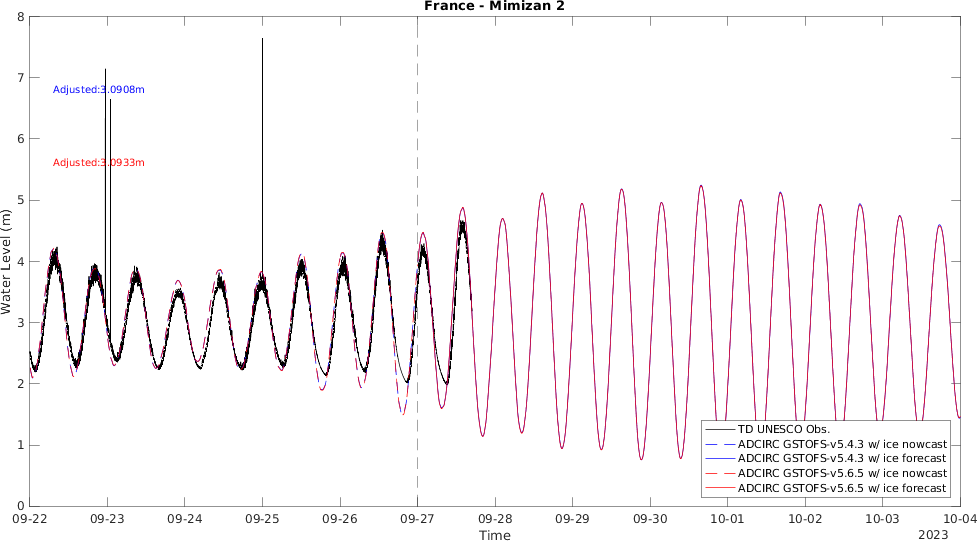 France - Mimizan 2
Water Level (m)
8
7
6
5
4
3
2
1
0
Adjusted:3.0908m
Adjusted:3.0933m
TD UNESCO Obs.
ADCIRC GSTOFS-v5.4.3 w/ ice nowcast
ADCIRC GSTOFS-v5.4.3 w/ ice forecast
ADCIRC GSTOFS-v5.6.5 w/ ice nowcast
ADCIRC GSTOFS-v5.6.5 w/ ice forecast
09-22 09-23 09-24 09-25 09-26 09-27 09-28 09-29 09-30 10-01 10-02 10-03 10-04
Time
2023